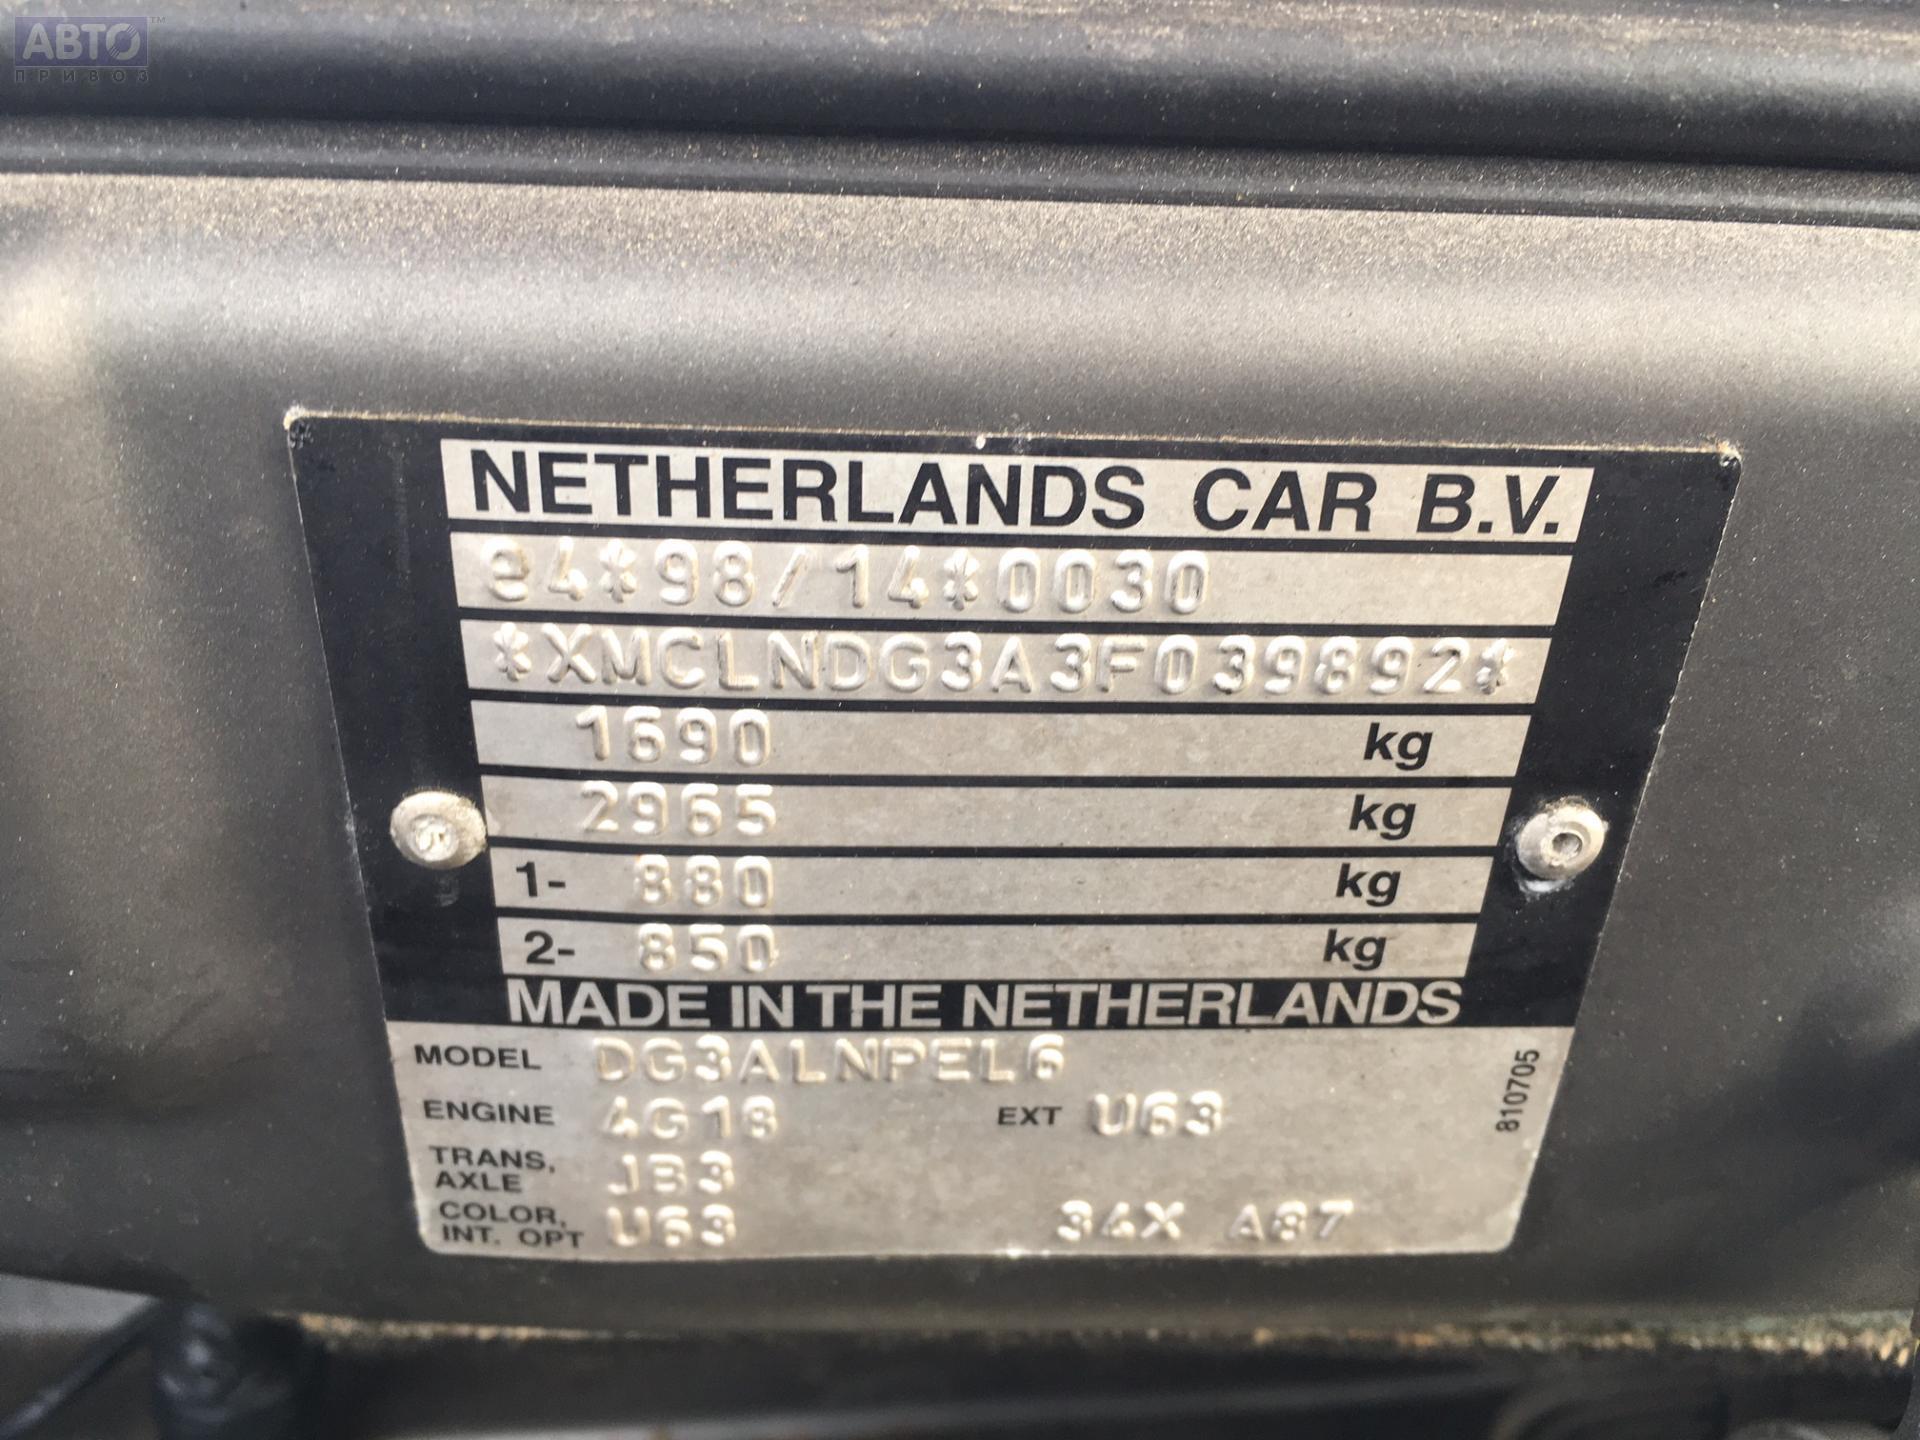 АВТО™
ПРИВОЗ
NETHERLANDS CAR B.V.
e4*98/14*0030
*XMCLNDG3A3F039892*
1690 kg
2965 kg
1- 880 kg
2- 850 kg
MADE IN THE NETHERLANDS
MODEL DG3ALNPEL6
ENGINE 4G18 EXT U63
TRANS, AXLE JB3
COLOR, INT. OPT U63 34X A87
810705